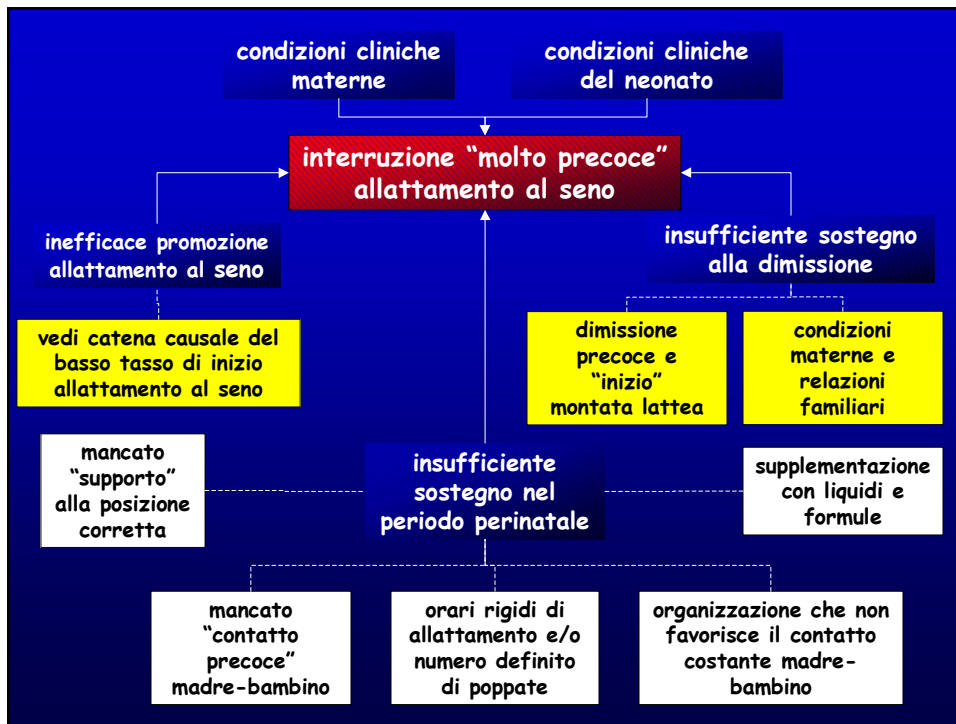 condizioni cliniche
materne
condizioni cliniche
del neonato
interruzione “molto precoce”
allattamento al seno
inefficace promozione
allattamento al seno
insufficiente sostegno
alla dimissione
vedi catena causale del
basso tasso di inizio
allattamento al seno
dimissione
precoce e
“inizio”
montata lattea
condizioni
materne e
relazioni
familiari
mancato
“supporto”
alla posizione
corretta
insufficiente
sostegno nel
periodo perinatale
supplementazione
con liquidi e
formule
mancato
“contatto
precoce”
madre-bambino
orari rigidi di
allattamento e/o
numero definito
di poppate
organizzazione che non
favorisce il contatto
costante madre-
bambino